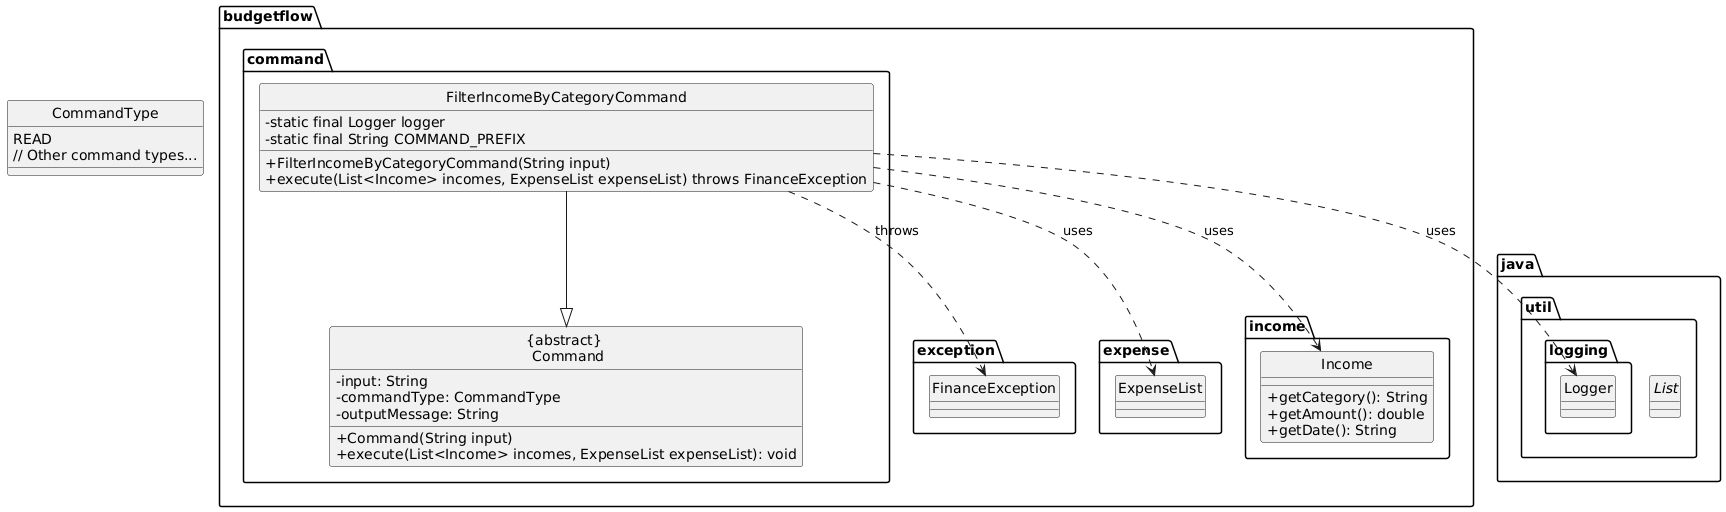 budgetflow
command
FilterIncomeByCategoryCommand
-static final Logger logger
-static final String COMMAND_PREFIX
+FilterIncomeByCategoryCommand(String input)
+execute(List<Income> incomes, ExpenseList expenseList) throws FinanceException
CommandType
READ
// Other command types...
throws
uses
uses
uses
java
util
logging
Logger
List
income
Income
+getCategory(): String
+getAmount(): double
+getDate(): String
exception
FinanceException
expense
ExpenseList
{abstract}
Command
-input: String
-commandType: CommandType
-outputMessage: String
+Command(String input)
+execute(List<Income> incomes, ExpenseList expenseList): void